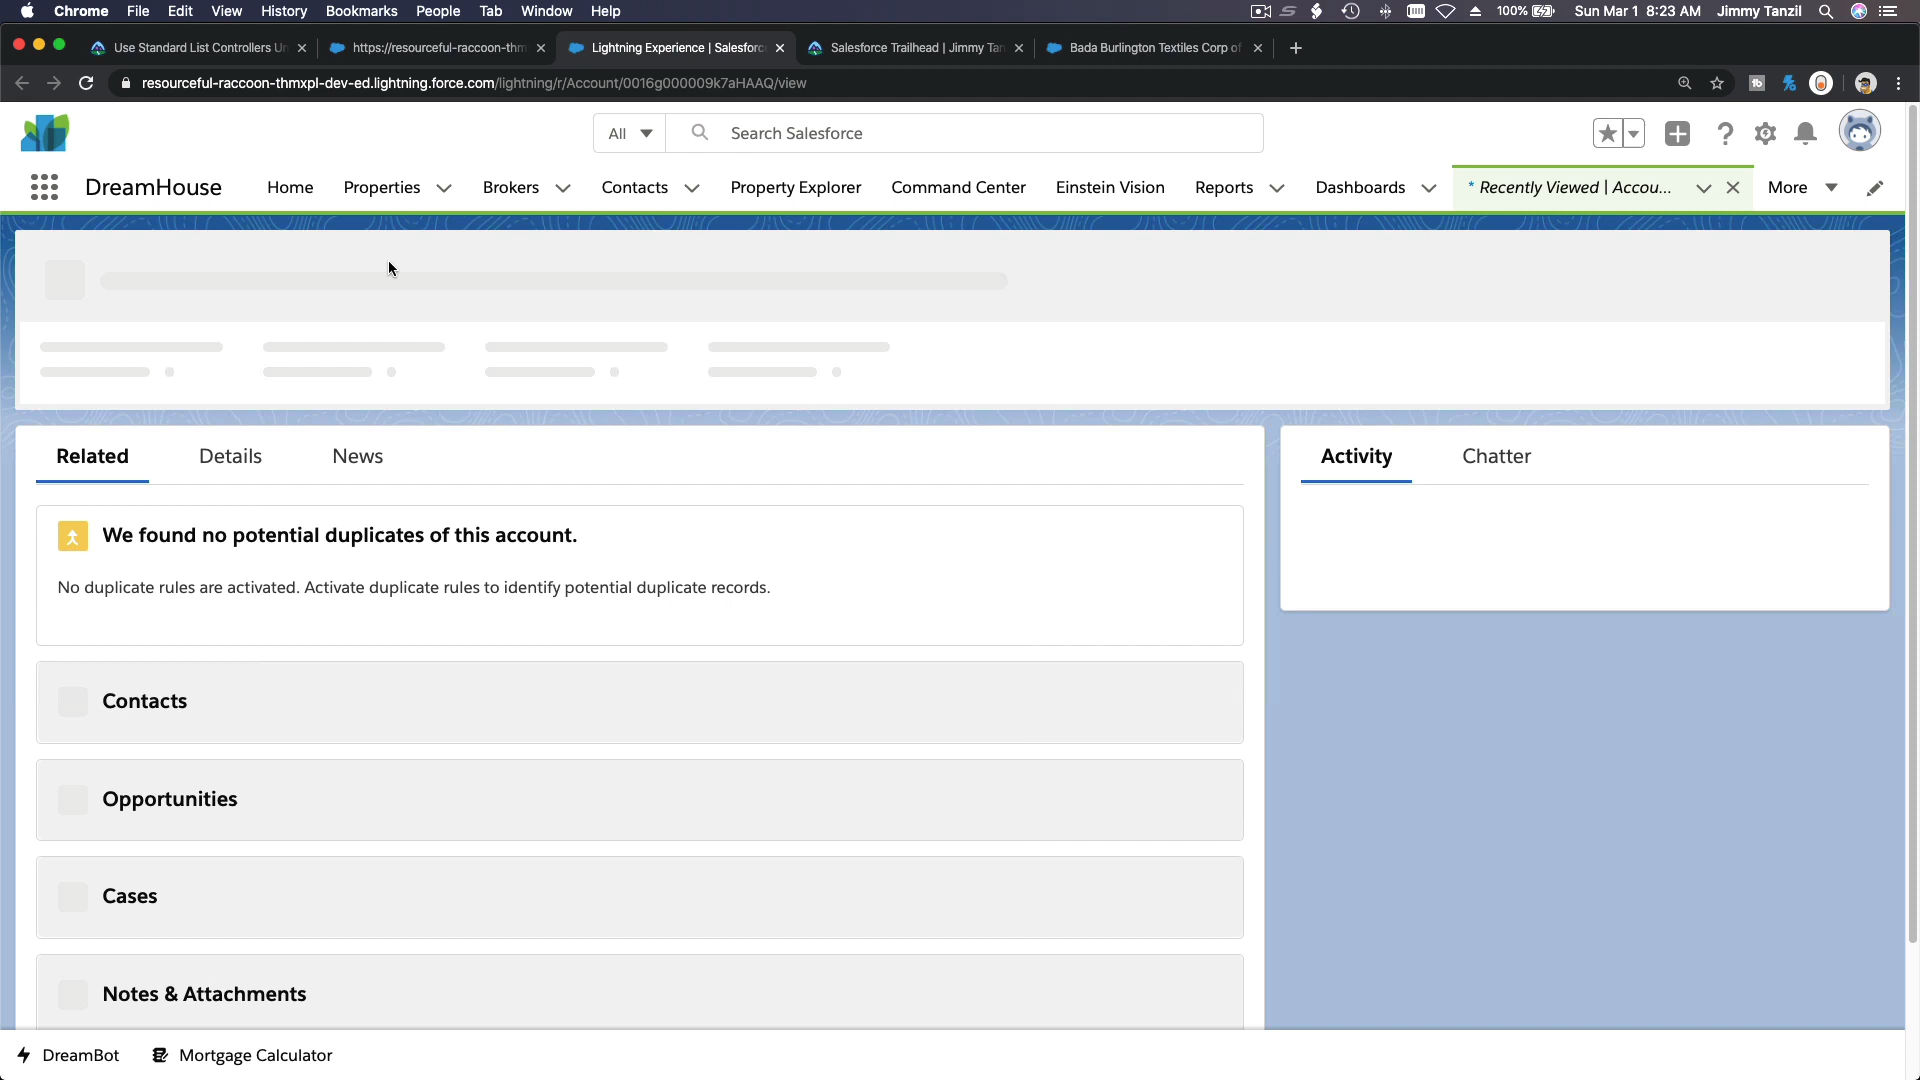 Chrome File Edit View History Bookmarks People Tab Window Help 100% Sun Mar 1 8:23 AM Jimmy Tanzil
Use Standard List Controllers Un https://resourceful-raccoon-thm Lightning Experience | Salesforc Salesforce Trailhead | Jimmy Tan Bada Burlington Textiles Corp of
resourceful-raccoon-thmxpl-dev-ed.lightning.force.com/lightning/r/Account/0016g000009k7aHAAQ/view
All Search Salesforce
DreamHouse Home Properties Brokers Contacts Property Explorer Command Center Einstein Vision Reports Dashboards * Recently Viewed | Accou... More
Related Details News
Activity Chatter
We found no potential duplicates of this account.
No duplicate rules are activated. Activate duplicate rules to identify potential duplicate records.
Contacts
Opportunities
Cases
Notes & Attachments
DreamBot Mortgage Calculator